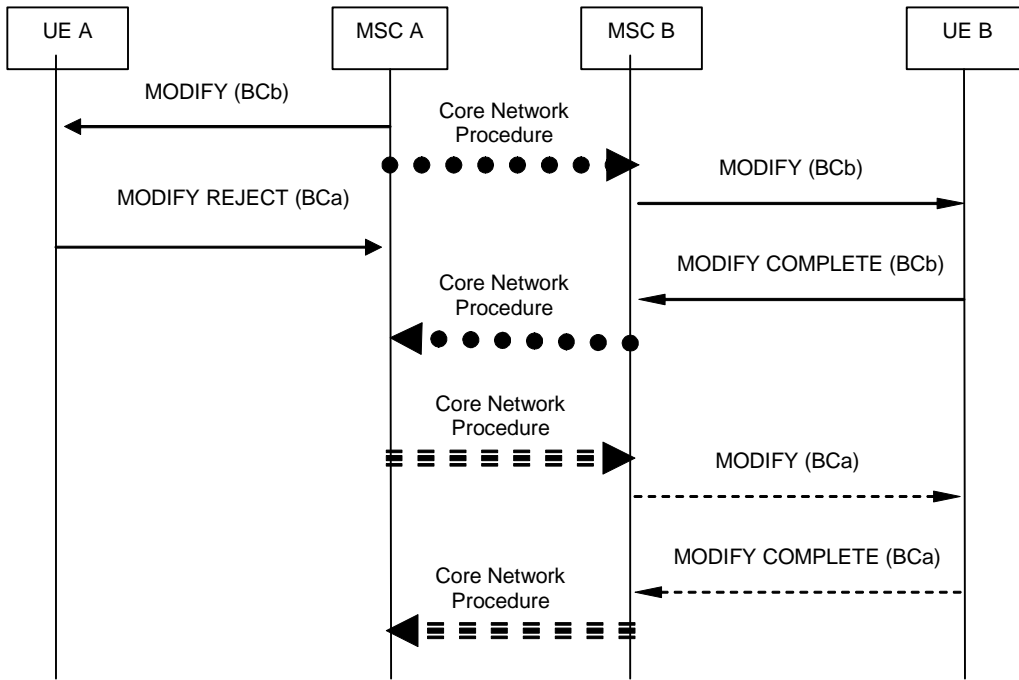 UE A
MSC A
MSC B
UE B
MODIFY (BCb)
Core Network
Procedure
MODIFY (BCb)
MODIFY REJECT (BCa)
MODIFY COMPLETE (BCb)
Core Network
Procedure
Core Network
Procedure
MODIFY (BCa)
MODIFY COMPLETE (BCa)
Core Network
Procedure